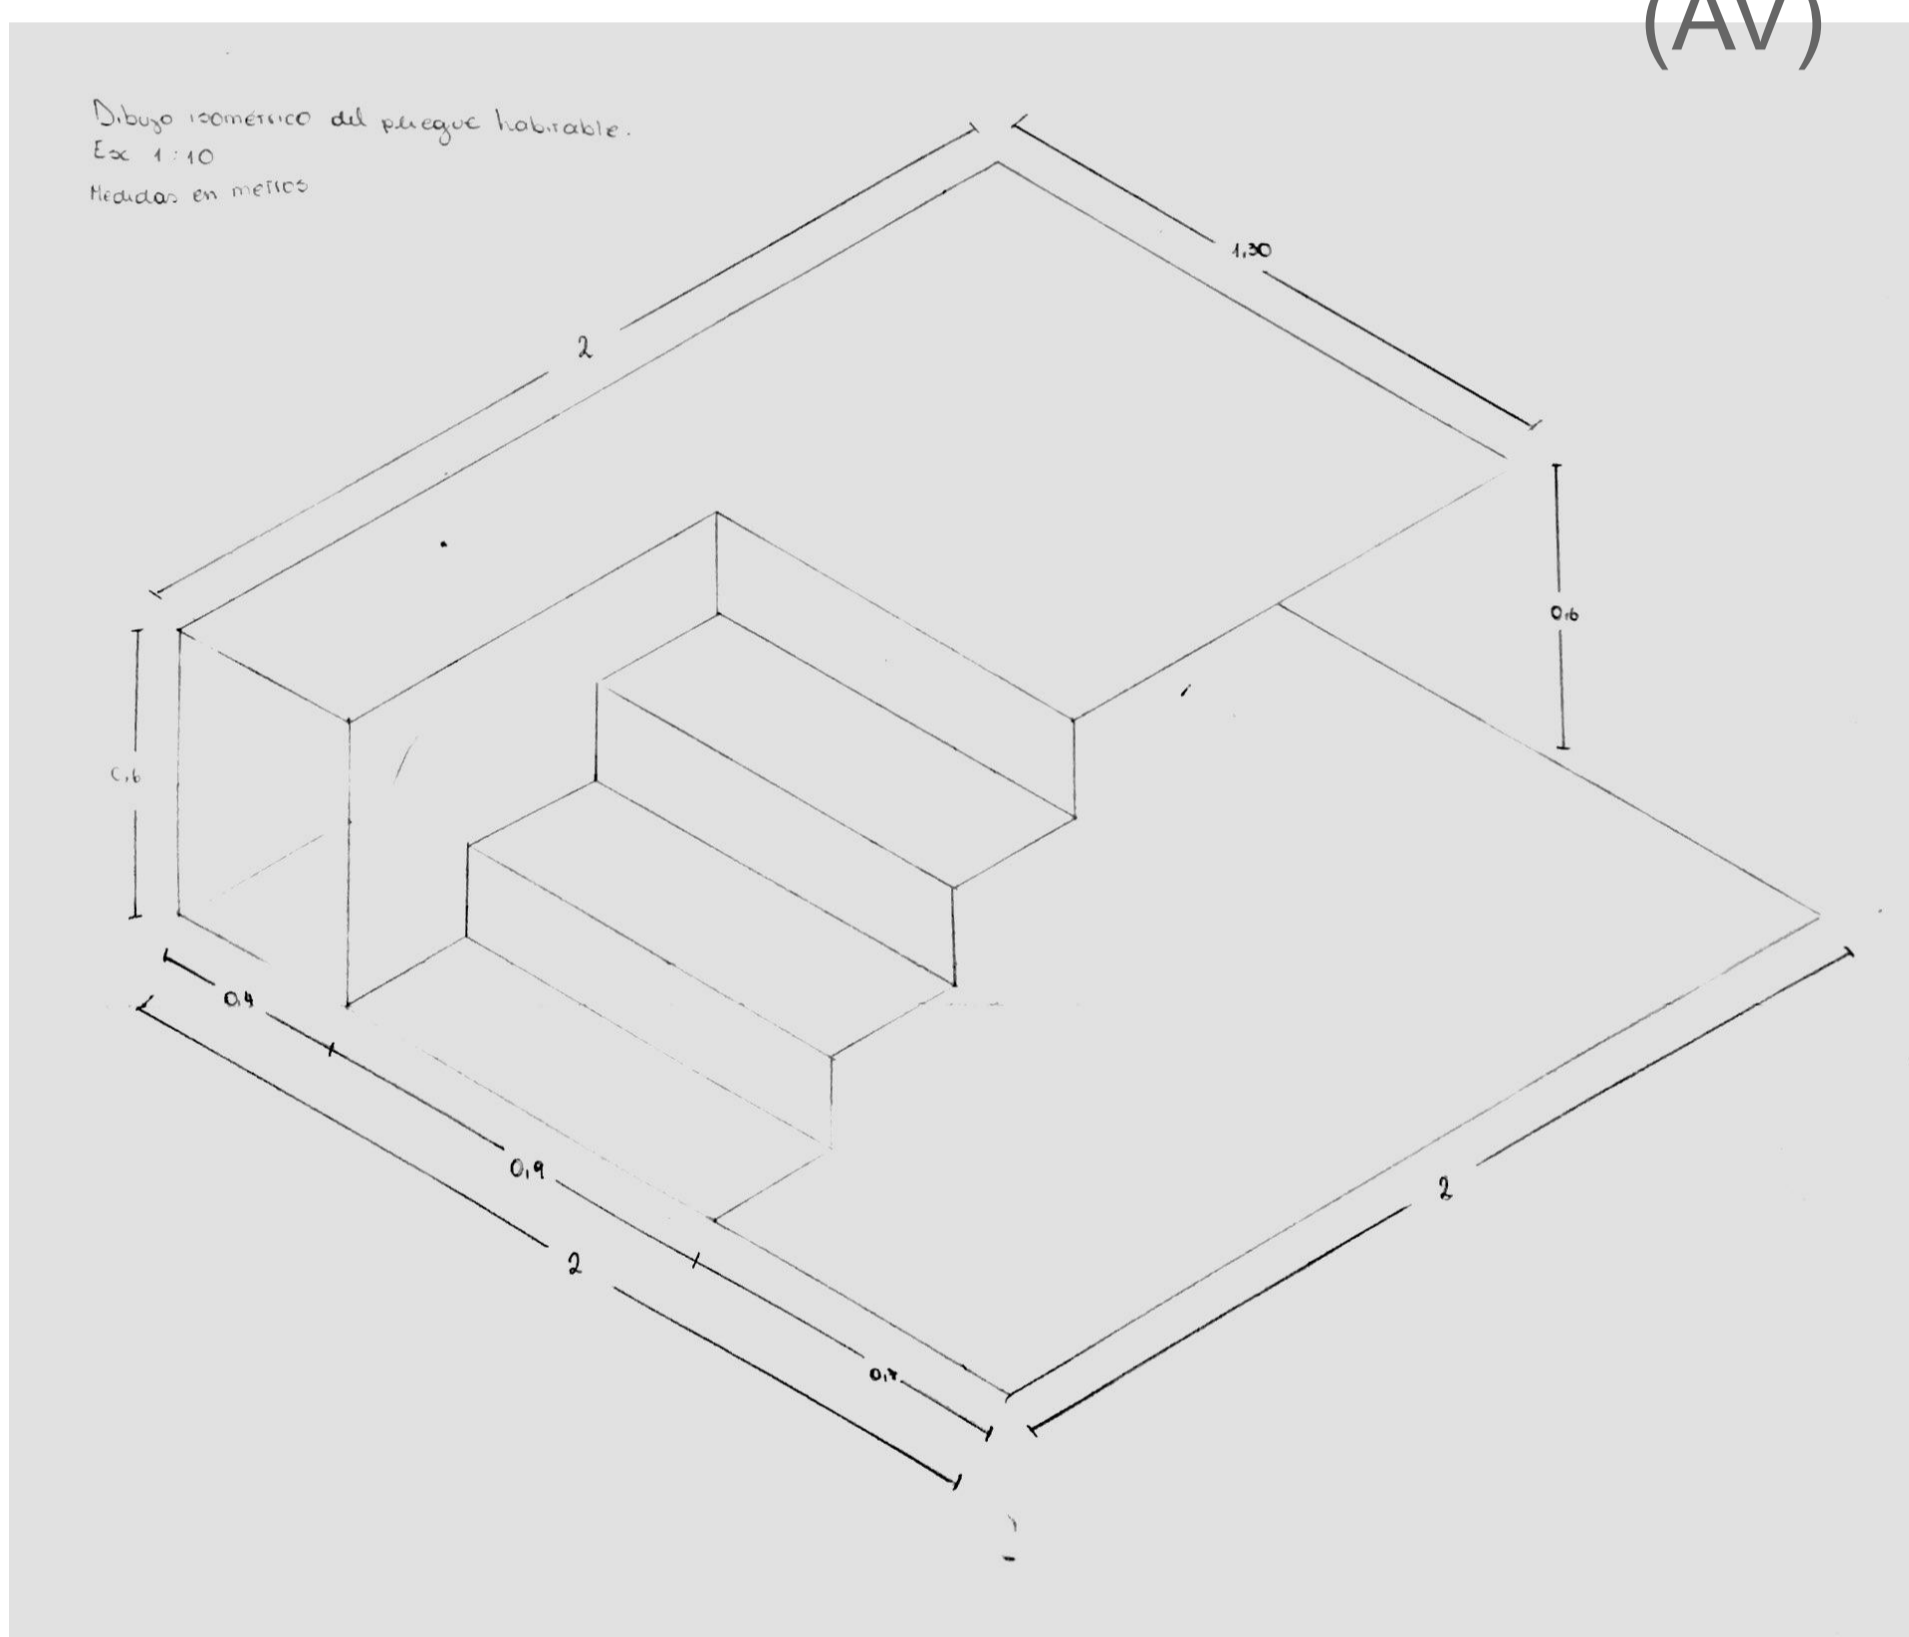 (AV)
Dibujo isométrico del pliegue habitable.
Esc 1:10
Medidas en metros
1,30
2
0,6
0,6
0,4
0,9
2
2
0,7